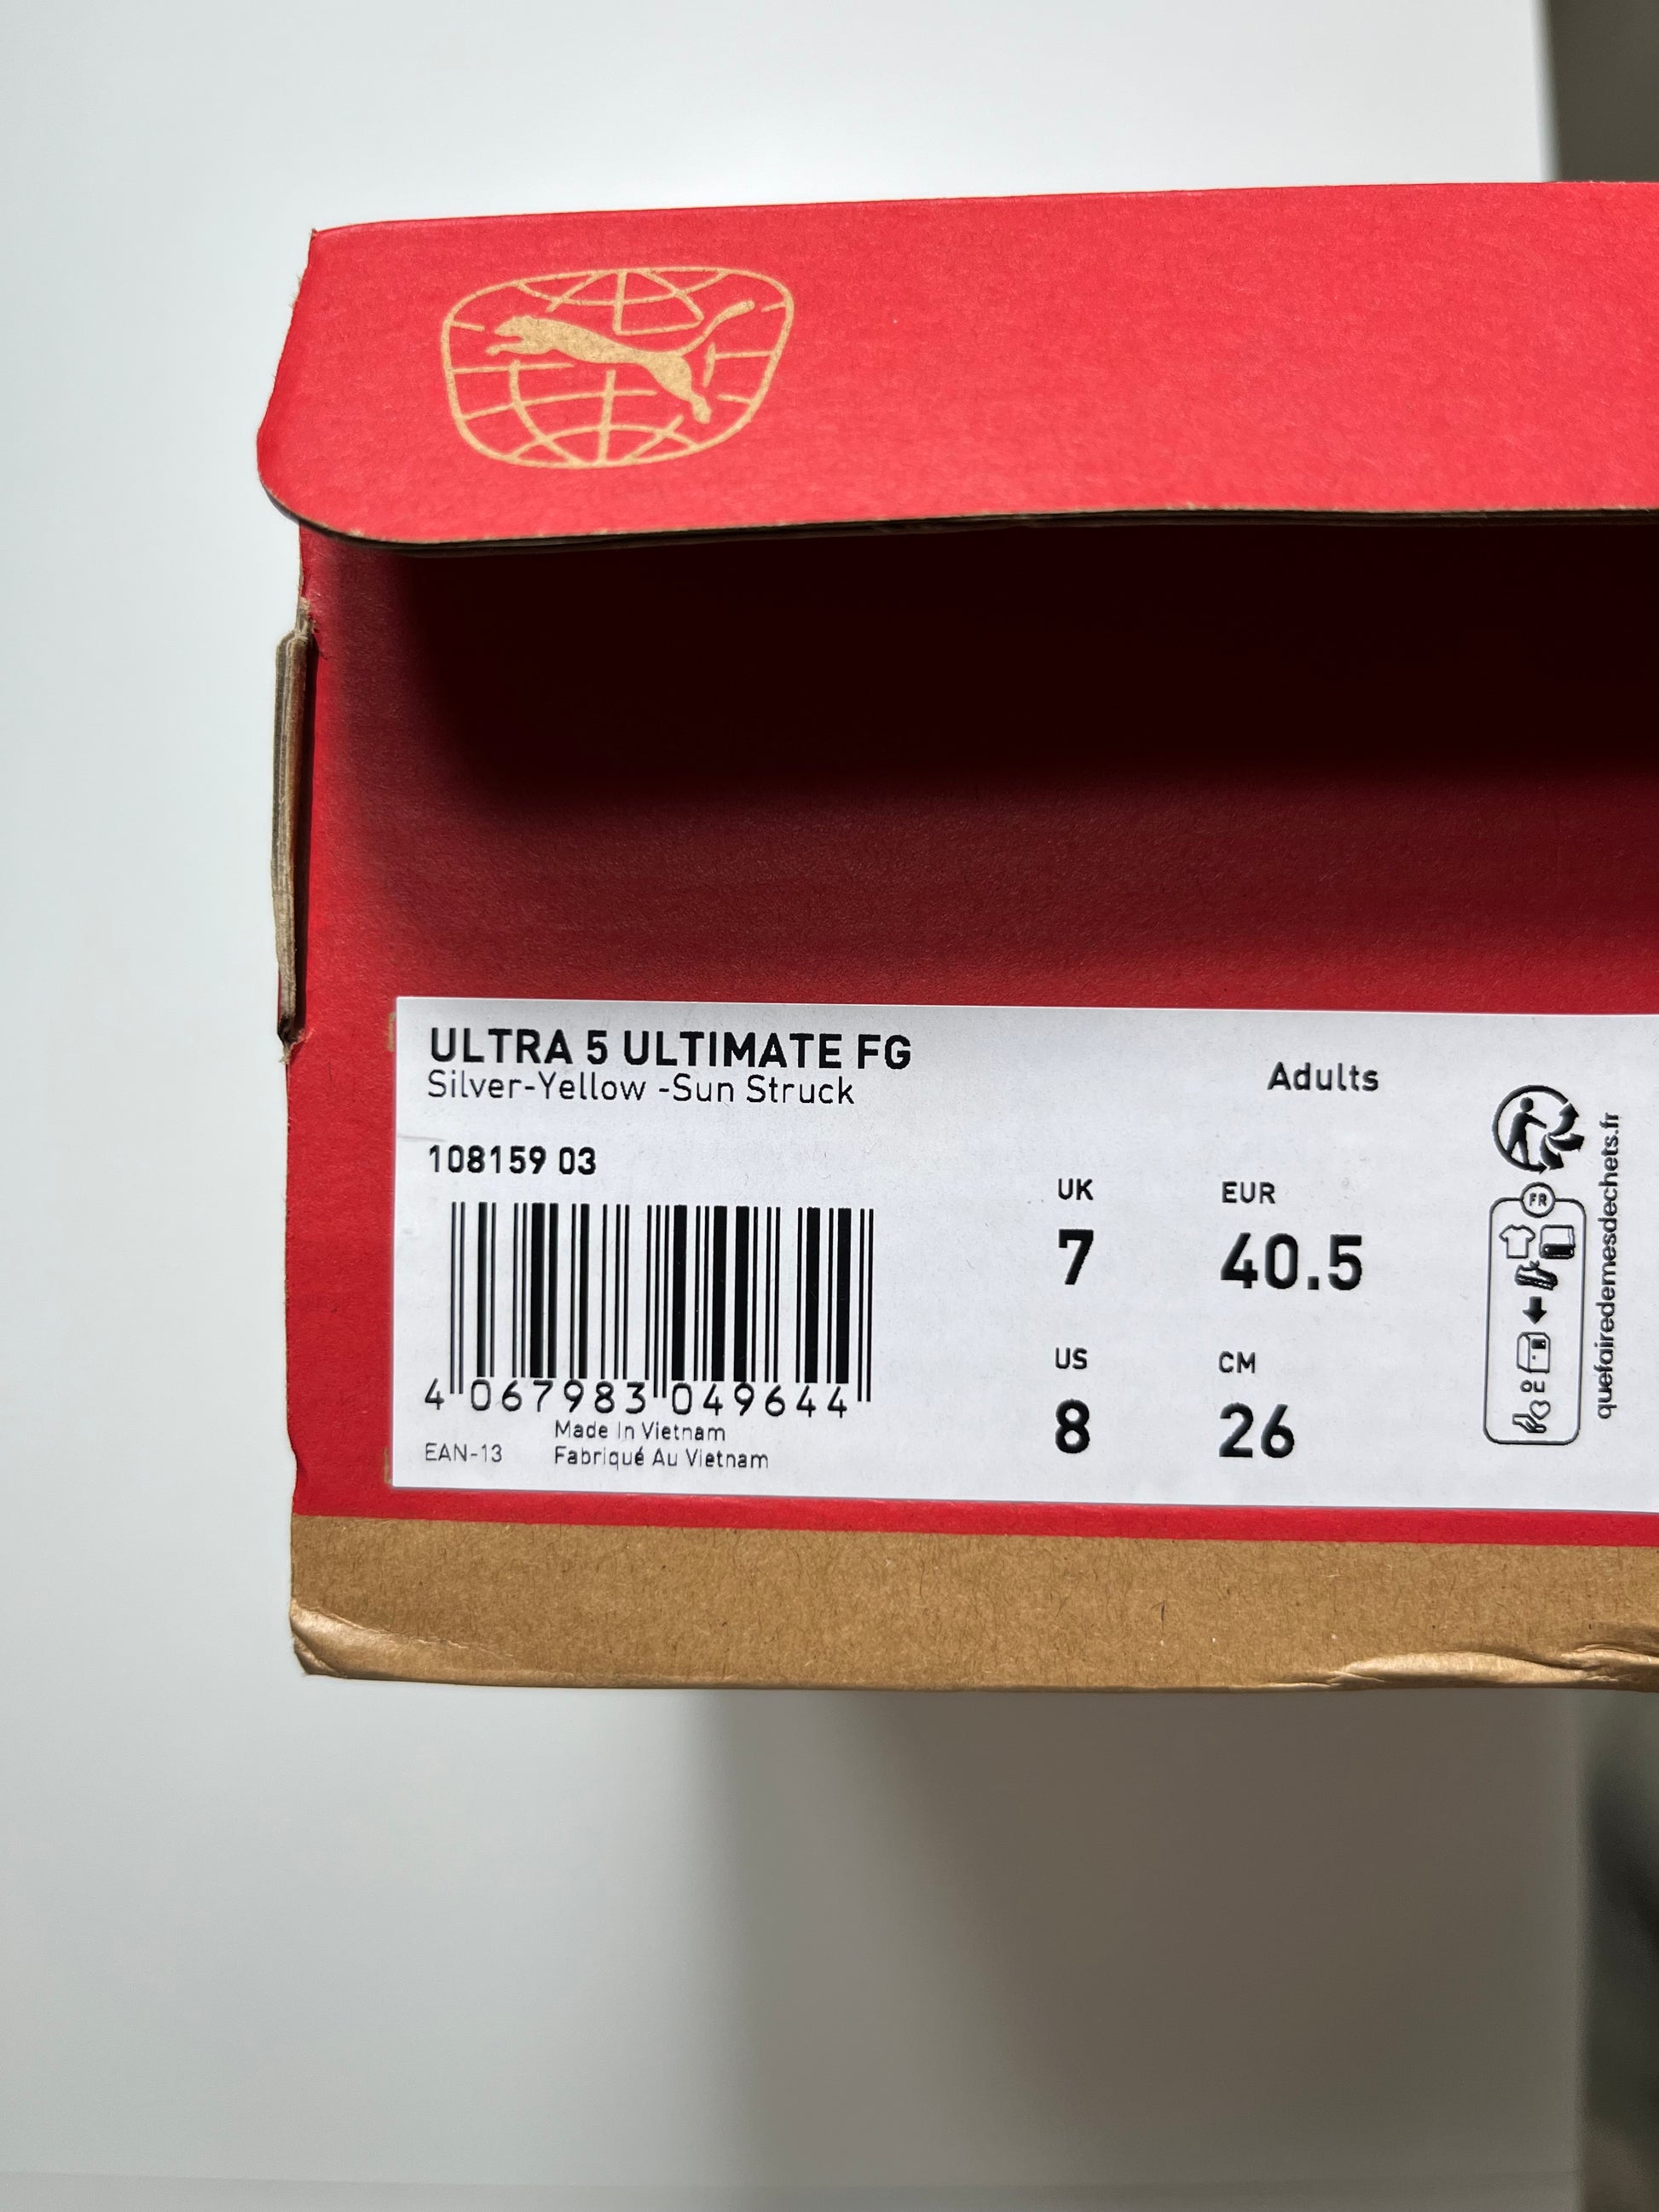 ULTRA 5 ULTIMATE FG
Silver-Yellow -Sun Struck
Adults
108159 03
UK
7
EUR
40.5
US
8
CM
26
4 067983 049644
Made In Vietnam
EAN-13
Fabriqué Au Vietnam
FR
quefairedemesdechets.fr